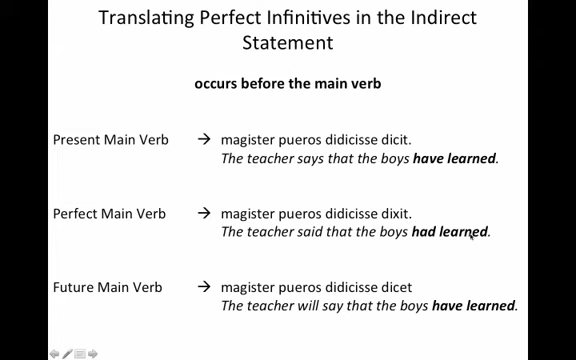 Translating Perfect Infinitives in the Indirect
Statement
occurs before the main verb
Present Main Verb → magister pueros didicisse dicit.
The teacher says that the boys have learned.
Perfect Main Verb → magister pueros didicisse dixit.
The teacher said that the boys had learned.
Future Main Verb → magister pueros didicisse dicet
The teacher will say that the boys have learned.